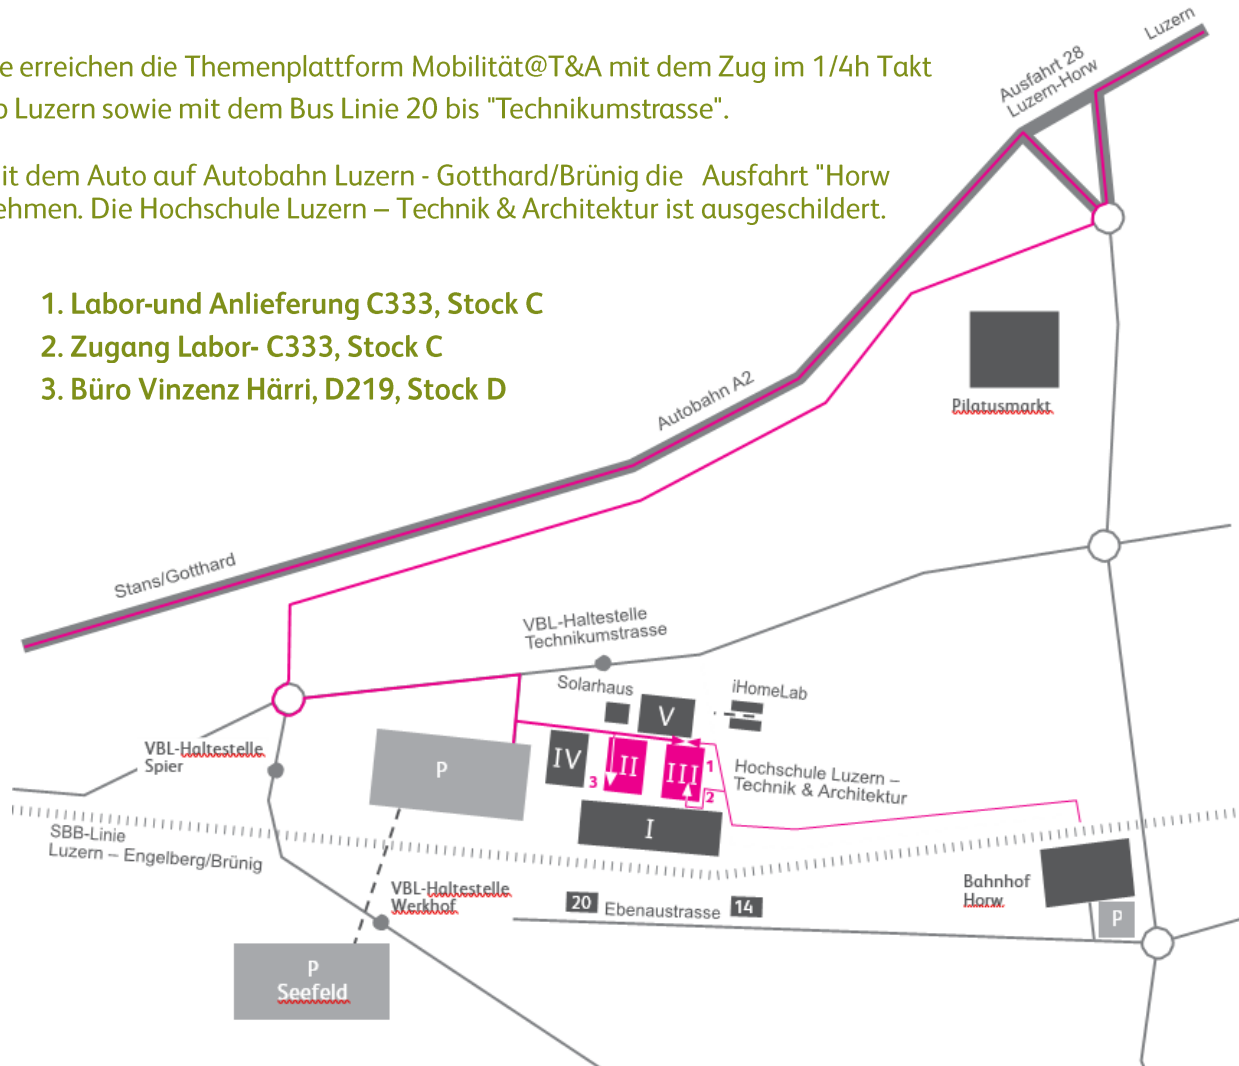 e erreichen die Themenplattform Mobilität@T&A mit dem Zug im 1/4h Takt
Luzern sowie mit dem Bus Linie 20 bis "Technikumstrasse".
it dem Auto auf Autobahn Luzern - Gotthard/Brünig die Ausfahrt "Horw
ehmen. Die Hochschule Luzern – Technik & Architektur ist ausgeschildert.
1. Labor-und Anlieferung C333, Stock C
2. Zugang Labor- C333, Stock C
3. Büro Vinzenz Härri, D219, Stock D
Luzern
Ausfahrt 28
Luzern-Horw
Autobahn A2
Pilatusmarkt
Stans/Gotthard
VBL-Haltestelle
Technikumstrasse
Solarhaus
iHomeLab
V
VBL-Haltestelle
Spier
P
IV
II
III
1
2
3
I
Hochschule Luzern –
Technik & Architektur
SBB-Linie
Luzern – Engelberg/Brünig
VBL-Haltestelle
Werkhof
20
Ebenaustrasse
14
Bahnhof
Horw
P
P
Seefeld